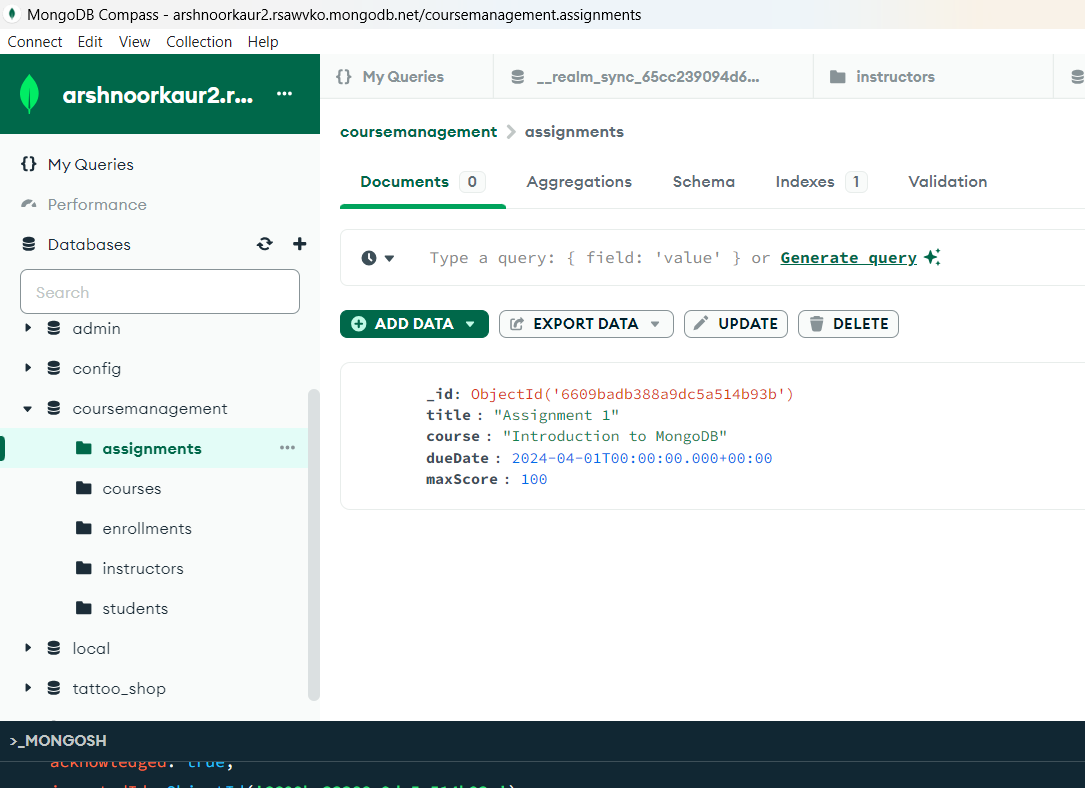 MongoDB Compass - arshnoorkaur2.rsawvko.mongodb.net/coursemanagement.assignments
Connect Edit View Collection Help
arshnoorkaur2.r... ...
{} My Queries
Performance
Databases
Search
admin
config
coursemanagement
assignments ...
courses
enrollments
instructors
students
local
tattoo_shop
{} My Queries __realm_sync_65cc239094d6... instructors
coursemanagement > assignments
Documents 0 Aggregations Schema Indexes 1 Validation
Type a query: { field: 'value' } or Generate query
ADD DATA EXPORT DATA UPDATE DELETE
_id: ObjectId('6609badb388a9dc5a514b93b')
title : "Assignment 1"
course : "Introduction to MongoDB"
dueDate : 2024-04-01T00:00:00.000+00:00
maxScore : 100
>_MONGOSH
acknowledged: true,